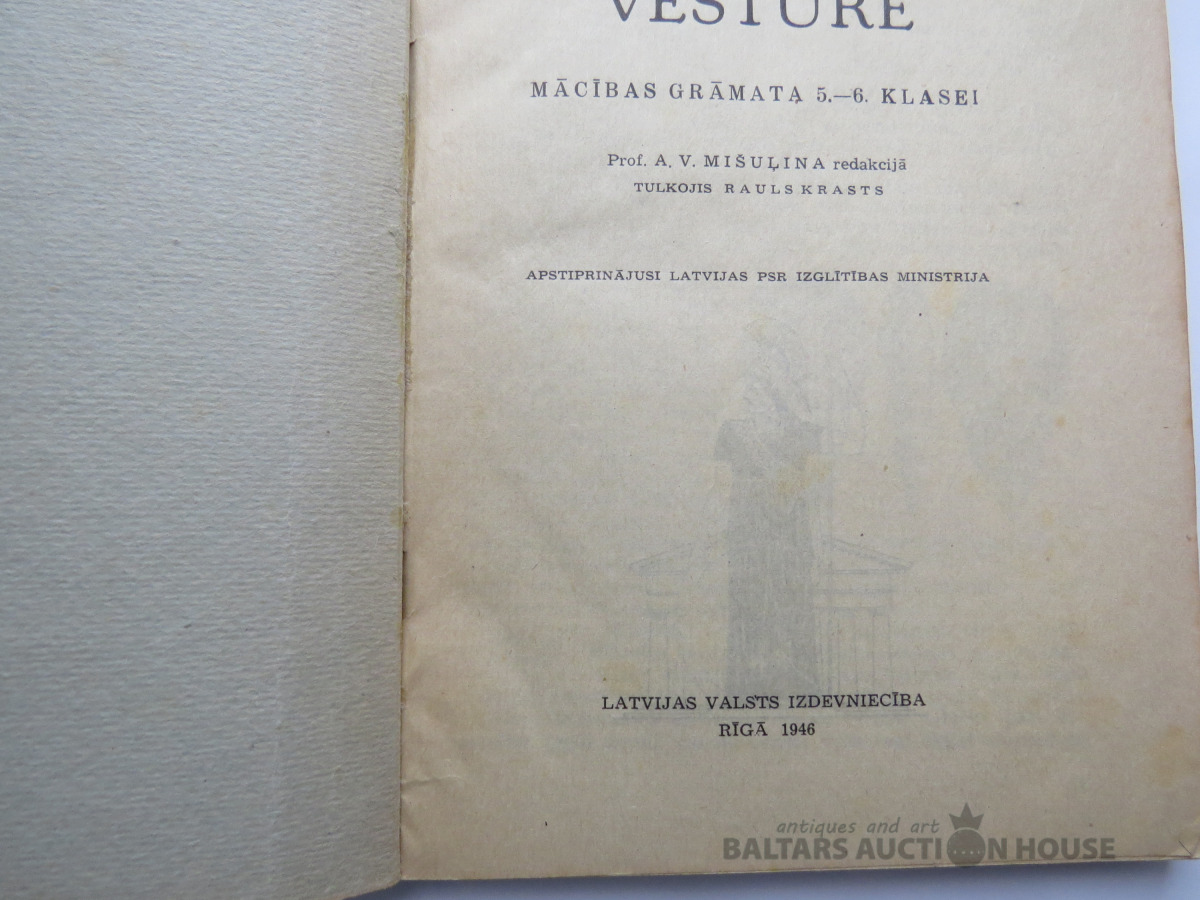 VĒSTURE
MĀCĪBAS GRĀMATA 5.—6. KLASEI
Prof. A. V. MIŠUĻINA redakcijā
TULKOJIS RAULS KRASTS
APSTIPRINĀJUSI LATVIJAS PSR IZGLĪTĪBAS MINISTRIJA
LATVIJAS VALSTS IZDEVNIECĪBA
RĪGĀ 1946
antiques and art
BALTARS AUCTION HOUSE